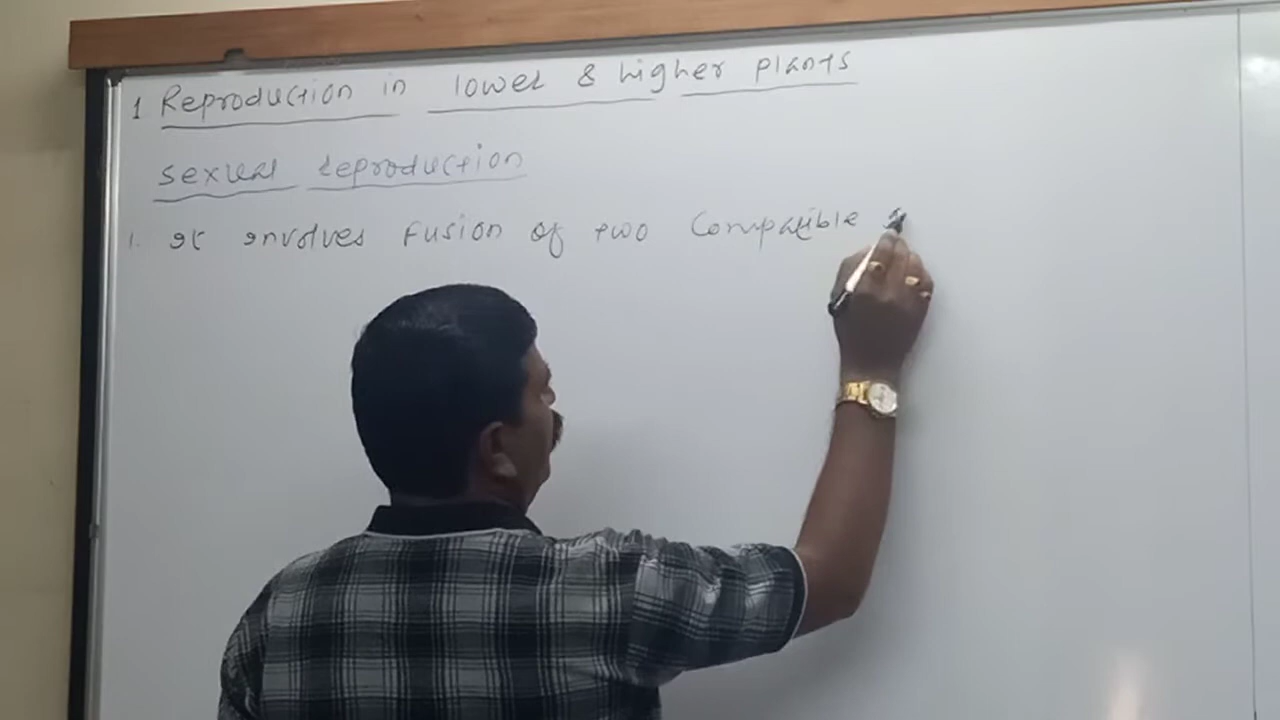 1 Reproduction in lower & higher plants
sexual reproduction
1. It involves fusion of two Compatible